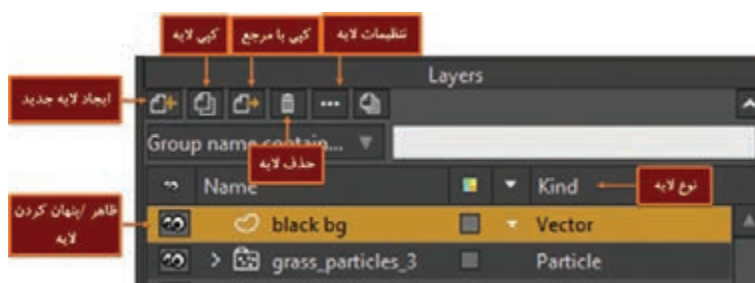 تنظیمات لایه
کپی با مرجع
کپی لایه
ایجاد لایه جدید
Layers
Group name contain...
حذف لایه
Name
Kind
نوع لایه
ظاهر /پنهان کردن
لایه
black bg
Vector
grass_particles_3
Particle